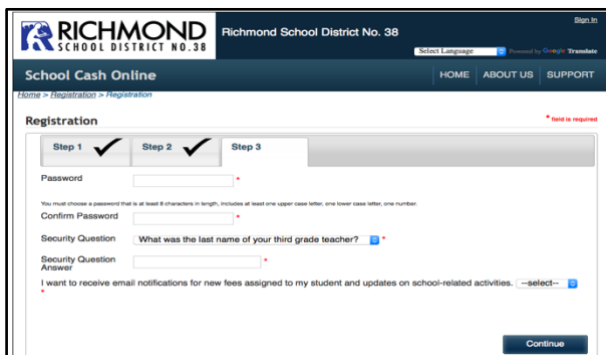 RICHMOND
SCHOOL DISTRICT NO.38
Richmond School District No. 38
Sign In
Select Language
Powered by Google Translate
School Cash Online
HOME
ABOUT US
SUPPORT
Home > Registration > Registration
Registration
* field is required
Step 1
Step 2
Step 3
Password
*
You must choose a password that is at least 8 characters in length, includes at least one upper case letter, one lower case letter, one number.
Confirm Password
*
Security Question
What was the last name of your third grade teacher?
*
Security Question
Answer
*
I want to receive email notifications for new fees assigned to my student and updates on school-related activities. --select--
*
Continue